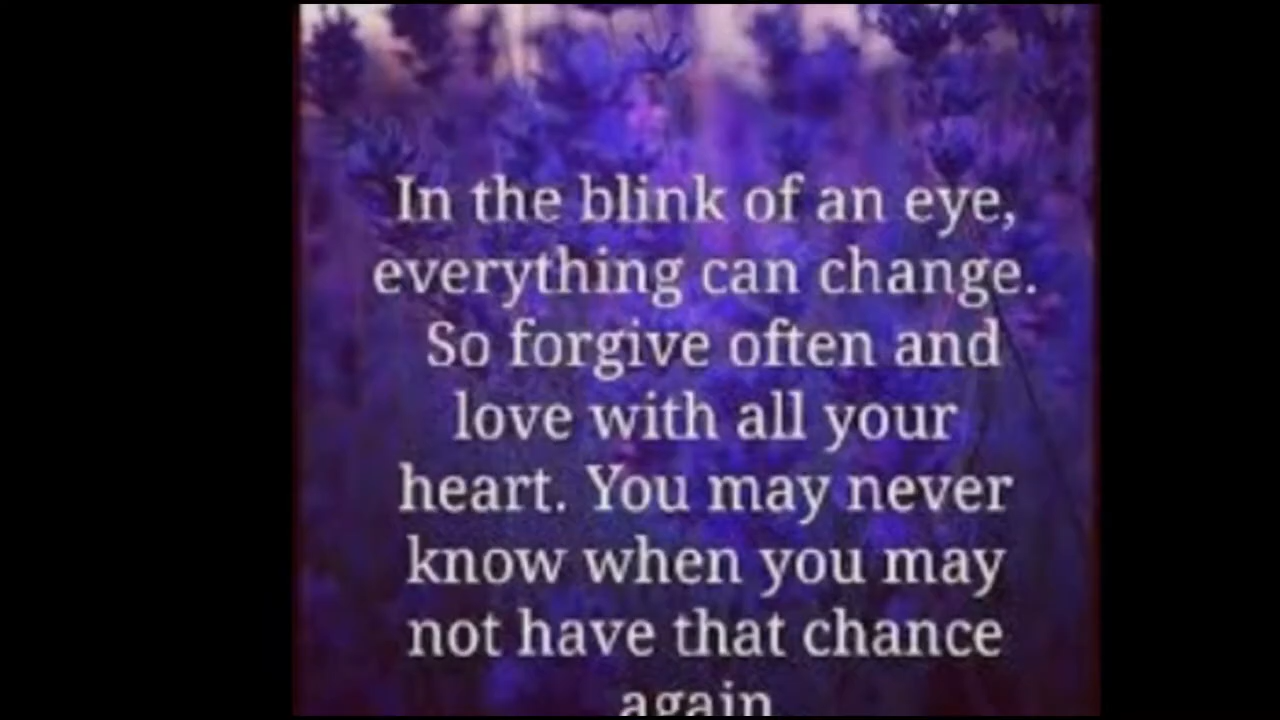 In the blink of an eye,
everything can change.
So forgive often and
love with all your
heart. You may never
know when you may
not have that chance
again